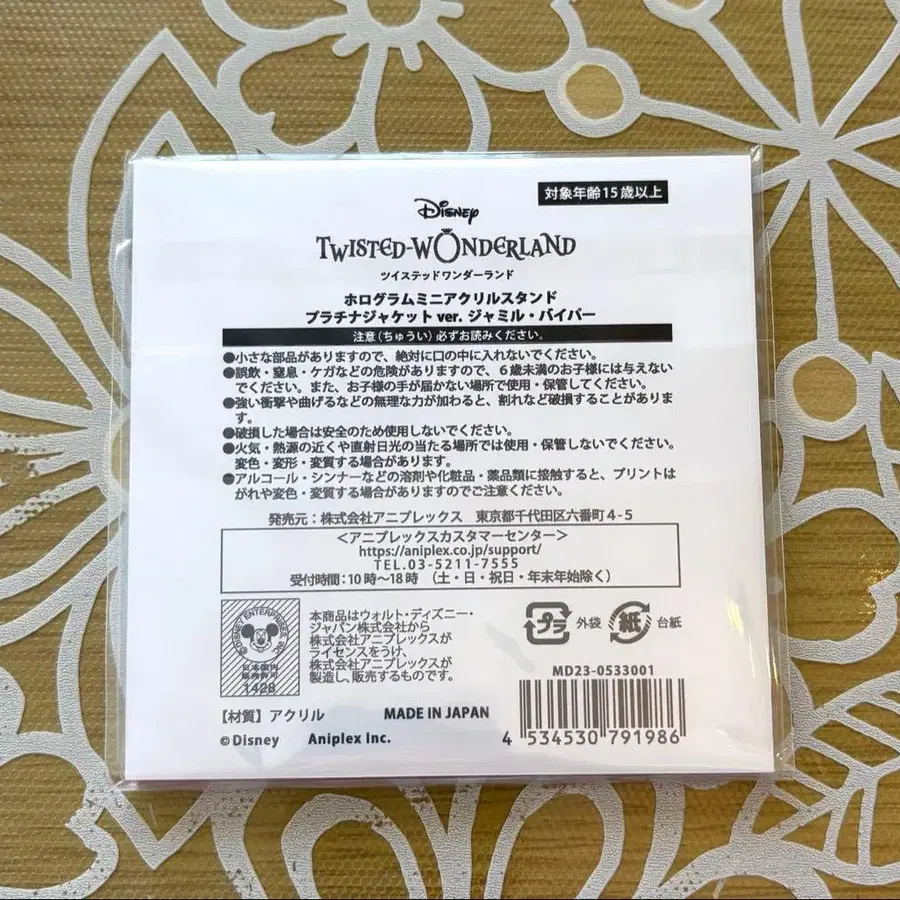 対象年齢15歳以上
Disney
TWISTED-WONDERLAND
ツイステッドワンダーランド
ホログラムミニアクリルスタンド
プラチナジャケット ver. ジャミル・バイパー
注意(ちゅうい)必ずお読みください。
●小さな部品がありますので、絶対に口の中に入れないでください。
●誤飲・窒息・ケガなどの危険がありますので、６歳未満のお子様には与えない
でください。また、お子様の手が届かない場所で使用・保管してください。
●強い衝撃や曲げるなどの無理な力が加わると、割れなど破損することがありま
す。
●破損した場合は安全のため使用しないでください。
●火気・熱源の近くや直射日光の当たる場所では使用・保管しないでください。
変色・変形・変質する場合があります。
●アルコール・シンナーなどの溶剤や化粧品・薬品類に接触すると、プリントは
がれや変色・変質する場合がありますのでご注意ください。
発売元：株式会社アニプレックス 東京都千代田区六番町4-5
＜アニプレックスカスタマーセンター＞
https://aniplex.co.jp/support/
TEL.03-5211-7555
受付時間：10時～18時 （土・日・祝日・年末年始除く）
DISNEY ENTERPRISES, INC.
日本国内
販売許可
1428
本商品はウォルト・ディズニー・
ジャパン株式会社から
株式会社アニプレックスが
ライセンスをうけ、
株式会社アニプレックスが
製造し、販売するものです。
プラ 外袋 紙 台紙
MD23-0533001
【材質】アクリル MADE IN JAPAN
©Disney Aniplex Inc.
4 534530 791986